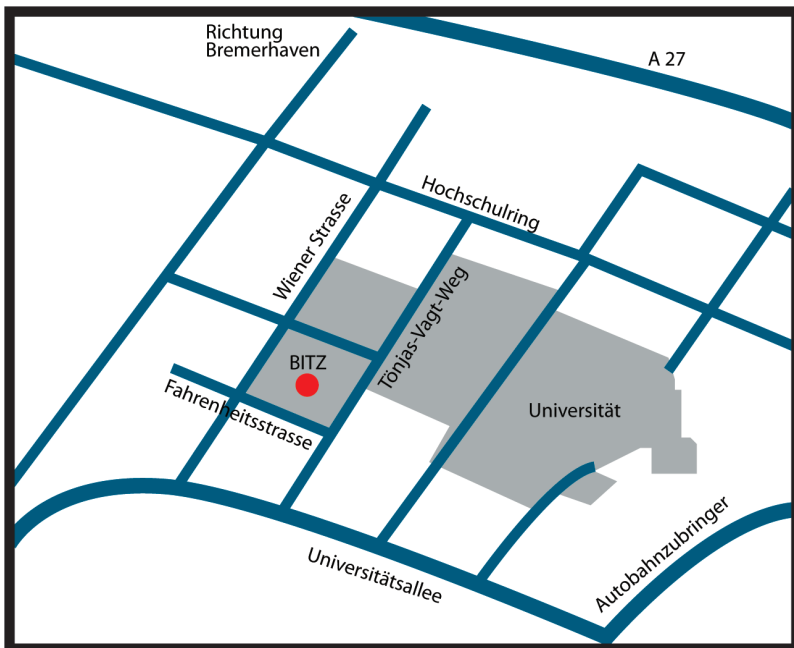 Richtung
Bremerhaven
A 27
Hochschulring
Wiener Strasse
Tönjas-Vagt-Weg
BITZ
Fahrenheitsstrasse
Universität
Universitätsallee
Autobahnzubringer